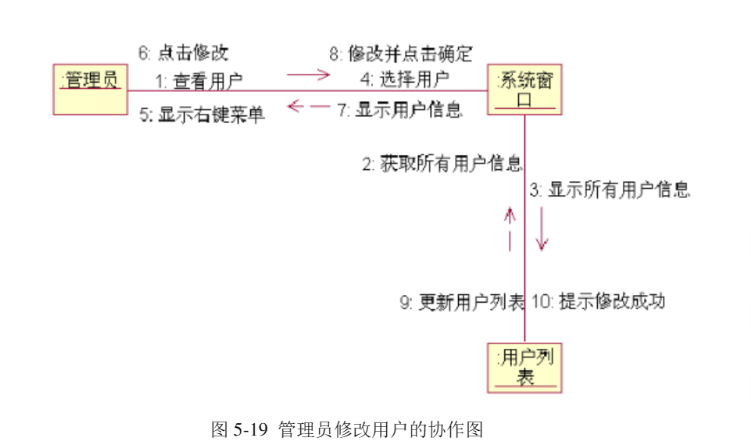 6: 点击修改
8: 修改并点击确定
:管理员
1: 查看用户
4: 选择用户
:系统窗
口
5: 显示右键菜单
7: 显示用户信息
2: 获取所有用户信息
3: 显示所有用户信息
9: 更新用户列表
10: 提示修改成功
:用户列
表
图 5-19 管理员修改用户的协作图